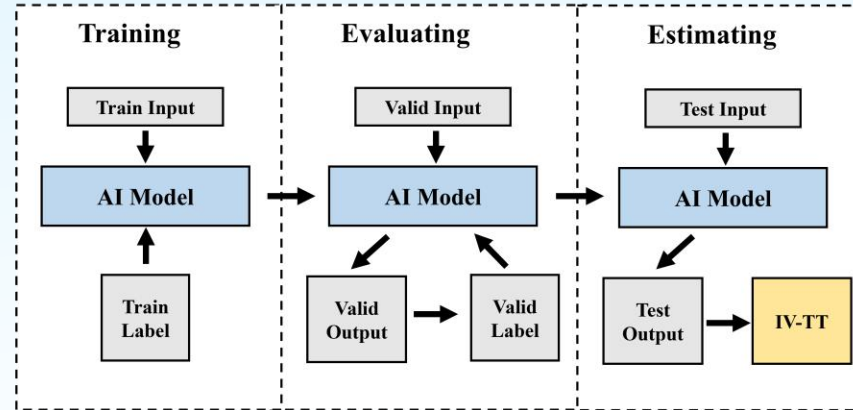 Training
Evaluating
Estimating
Train Input
Valid Input
Test Input
AI Model
AI Model
AI Model
Train
Label
Valid
Output
Valid
Label
Test
Output
IV-TT